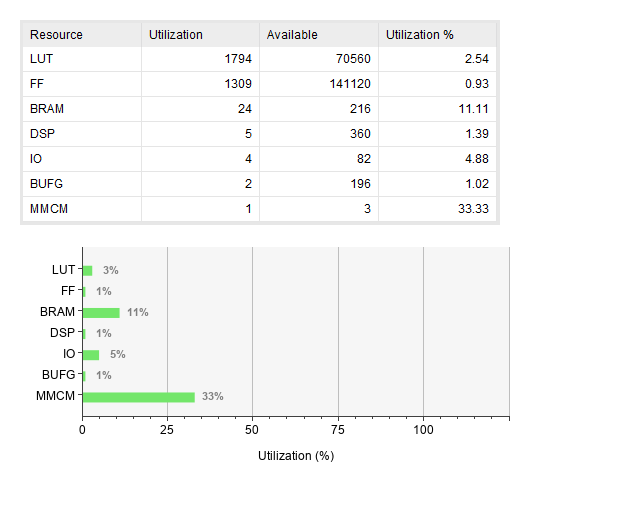 Resource Utilization Available Utilization %
LUT 1794 70560 2.54
FF 1309 141120 0.93
BRAM 24 216 11.11
DSP 5 360 1.39
IO 4 82 4.88
BUFG 2 196 1.02
MMCM 1 3 33.33
LUT 3%
FF 1%
BRAM 11%
DSP 1%
IO 5%
BUFG 1%
MMCM 33%
0 25 50 75 100
Utilization (%)